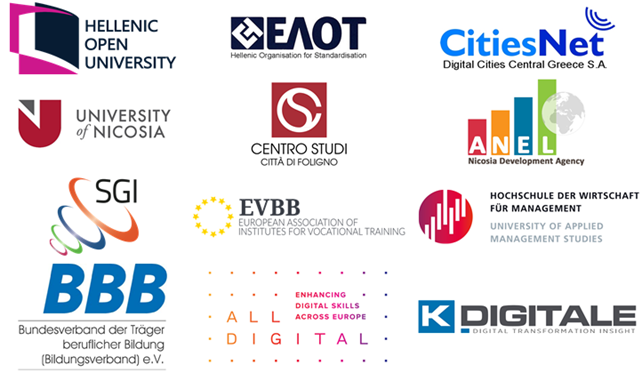 HELLENIC
OPEN
UNIVERSITY
ΕΛΟΤ
Hellenic Organisation for Standardisation
CitiesNet
Digital Cities Central Greece S.A.
UNIVERSITY
of NICOSIA
CENTRO STUDI
CITTÀ DI FOLIGNO
ANEL
Nicosia Development Agency
SGI
EVBB
EUROPEAN ASSOCIATION OF
INSTITUTES FOR VOCATIONAL TRAINING
HOCHSCHULE DER WIRTSCHAFT
FÜR MANAGEMENT
UNIVERSITY OF APPLIED
MANAGEMENT STUDIES
BBB
Bundesverband der Träger
beruflicher Bildung
(Bildungsverband) e.V.
ENHANCING
DIGITAL SKILLS
ACROSS EUROPE
ALL
DIGITAL
K DIGITALE
DIGITAL TRANSFORMATION INSIGHT